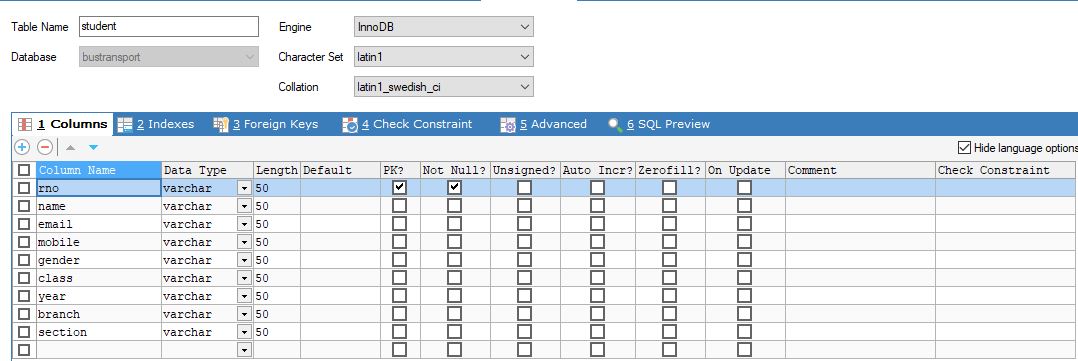 Table Name student Engine InnoDB
Database bustransport Character Set latin1
Collation latin1_swedish_ci
1 Columns 2 Indexes 3 Foreign Keys 4 Check Constraint 5 Advanced 6 SQL Preview
Hide language options
Column Name Data Type Length Default PK? Not Null? Unsigned? Auto Incr? Zerofill? On Update Comment Check Constraint
rno varchar 50
name varchar 50
email varchar 50
mobile varchar 50
gender varchar 50
class varchar 50
year varchar 50
branch varchar 50
section varchar 50